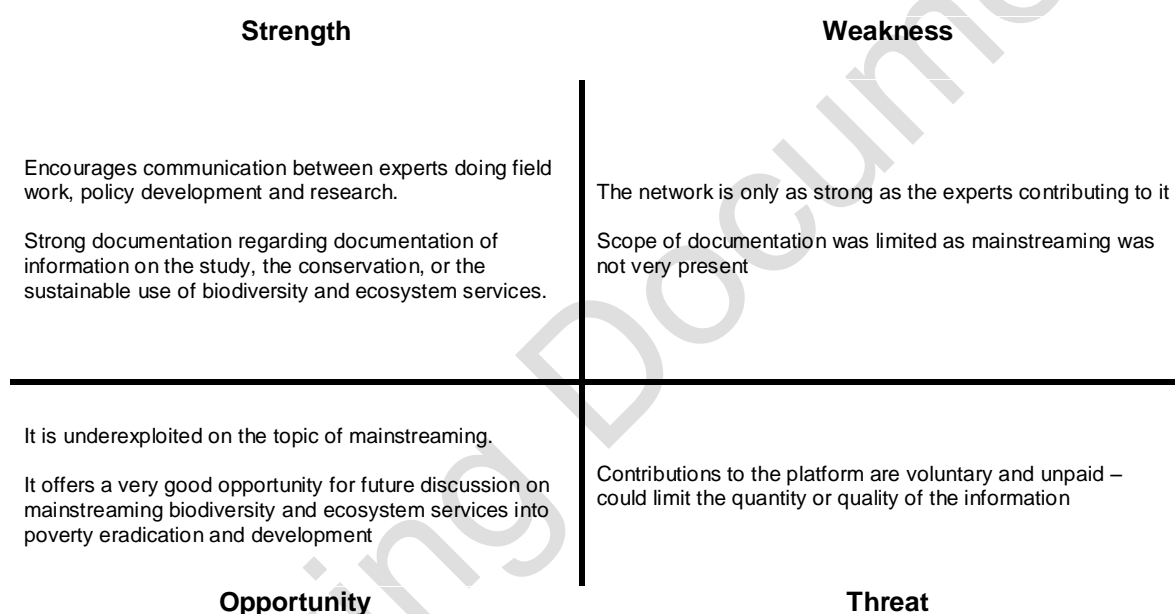 Strength
Weakness
Encourages communication between experts doing field
work, policy development and research.
Strong documentation regarding documentation of
information on the study, the conservation, or the
sustainable use of biodiversity and ecosystem services.
The network is only as strong as the experts contributing to it
Scope of documentation was limited as mainstreaming was
not very present
It is underexploited on the topic of mainstreaming.
It offers a very good opportunity for future discussion on
mainstreaming biodiversity and ecosystem services into
poverty eradication and development
Contributions to the platform are voluntary and unpaid –
could limit the quantity or quality of the information
Opportunity
Threat